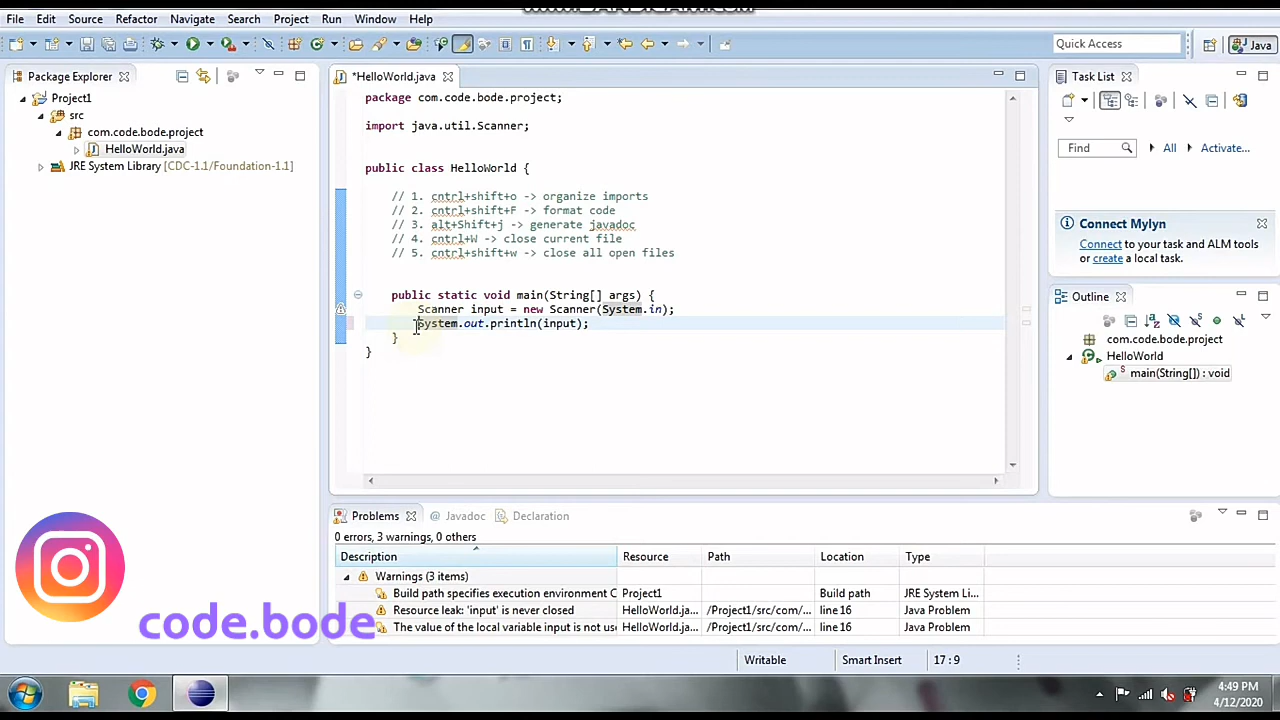 File Edit Source Refactor Navigate Search Project Run Window Help
Quick Access
Java
Package Explorer
Project1
src
com.code.bode.project
HelloWorld.java
JRE System Library [CDC-1.1/Foundation-1.1]
*HelloWorld.java
package com.code.bode.project;
import java.util.Scanner;
public class HelloWorld {
// 1. cntrl+shift+o -> organize imports
// 2. cntrl+shift+F -> format code
// 3. alt+Shift+j -> generate javadoc
// 4. cntrl+W -> close current file
// 5. cntrl+shift+w -> close all open files
public static void main(String[] args) {
Scanner input = new Scanner(System.in);
System.out.println(input);
}
}
Task List
Find
All
Activate...
Connect Mylyn
Connect to your task and ALM tools
or create a local task.
Outline
com.code.bode.project
HelloWorld
main(String[]) : void
Problems @ Javadoc Declaration
0 errors, 3 warnings, 0 others
Description Resource Path Location Type
Warnings (3 items)
Build path specifies execution environment C Project1 Build path JRE System Li...
Resource leak: 'input' is never closed HelloWorld.ja... /Project1/src/com/... line 16 Java Problem
The value of the local variable input is not use HelloWorld.ja... /Project1/src/com/... line 16 Java Problem
code.bode
Writable Smart Insert 17 : 9
4:49 PM
4/12/2020